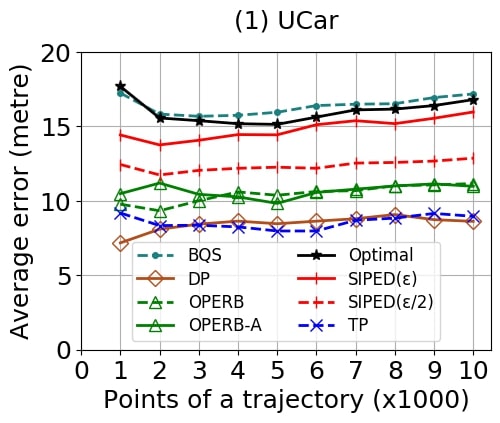 (1) UCar
Average error (metre)
20
15
10
5
0
BQS
DP
OPERB
OPERB-A
Optimal
SIPED(ε)
SIPED(ε/2)
TP
0 1 2 3 4 5 6 7 8 9 10
Points of a trajectory (x1000)